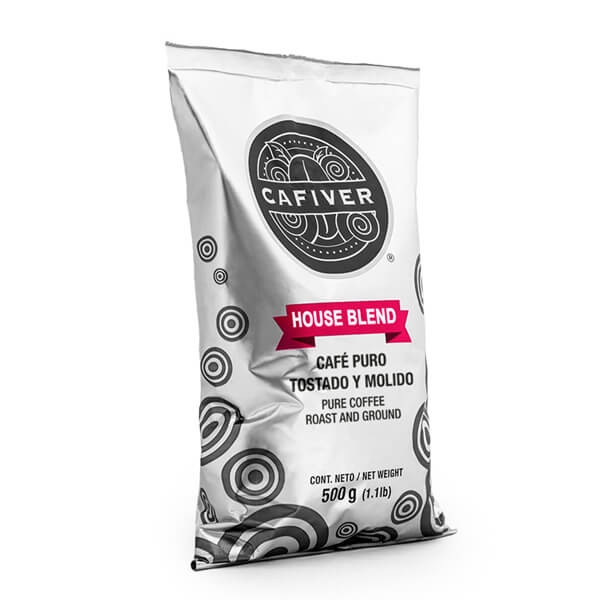 CAFIVER
®
HOUSE BLEND
CAFÉ PURO
TOSTADO Y MOLIDO
PURE COFFEE
ROAST AND GROUND
CONT. NETO / NET WEIGHT
500 g (1.1lb)